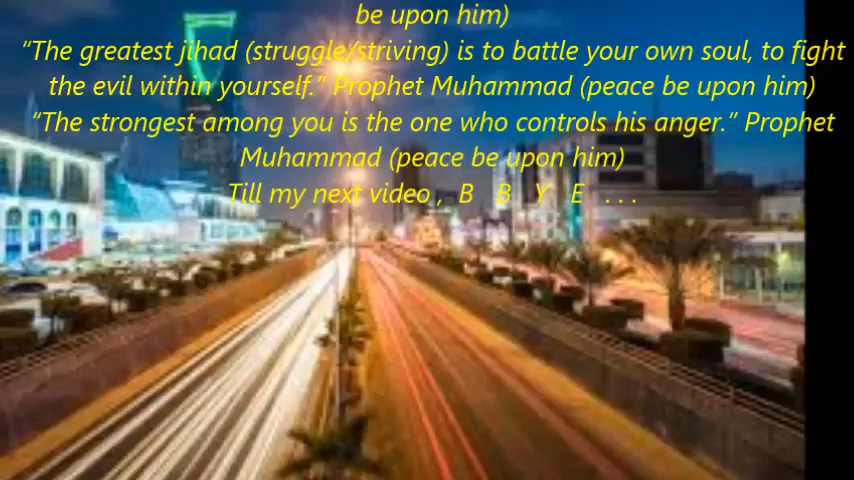 be upon him)
“The greatest jihad (struggle/striving) is to battle your own soul, to fight
the evil within yourself.” Prophet Muhammad (peace be upon him)
“The strongest among you is the one who controls his anger.” Prophet
Muhammad (peace be upon him)
Till my next video , B B Y E ...